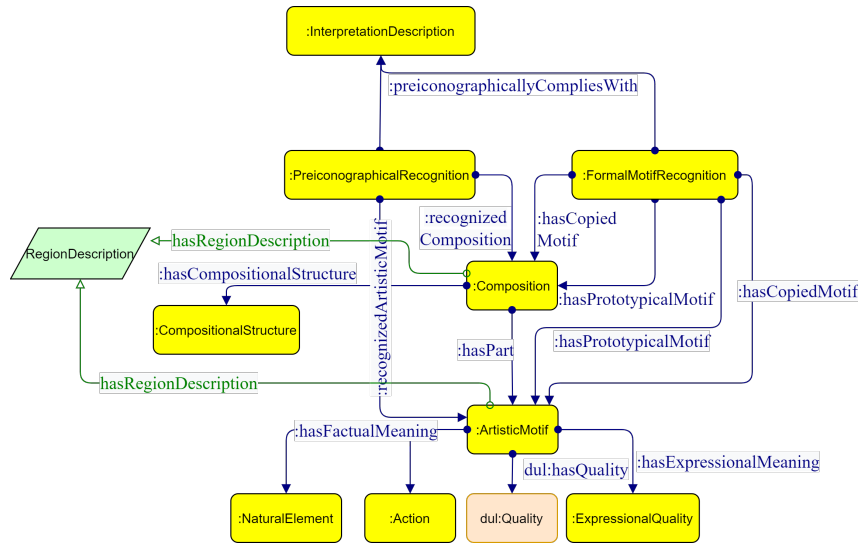 :InterpretationDescription
:preiconographicallyCompliesWith
:PreiconographicalRecognition
:FormalMotifRecognition
:recognized
Composition
:hasCopied
Motif
hasRegionDescription
RegionDescription
:hasCompositionalStructure
:recognizedArtisticMotif
:Composition
:hasPrototypicalMotif
:hasCopiedMotif
:CompositionalStructure
:hasPart
:hasPrototypicalMotif
hasRegionDescription
:hasFactualMeaning
:ArtisticMotif
dul:hasQuality
:hasExpressionalMeaning
:NaturalElement
:Action
dul:Quality
:ExpressionalQuality